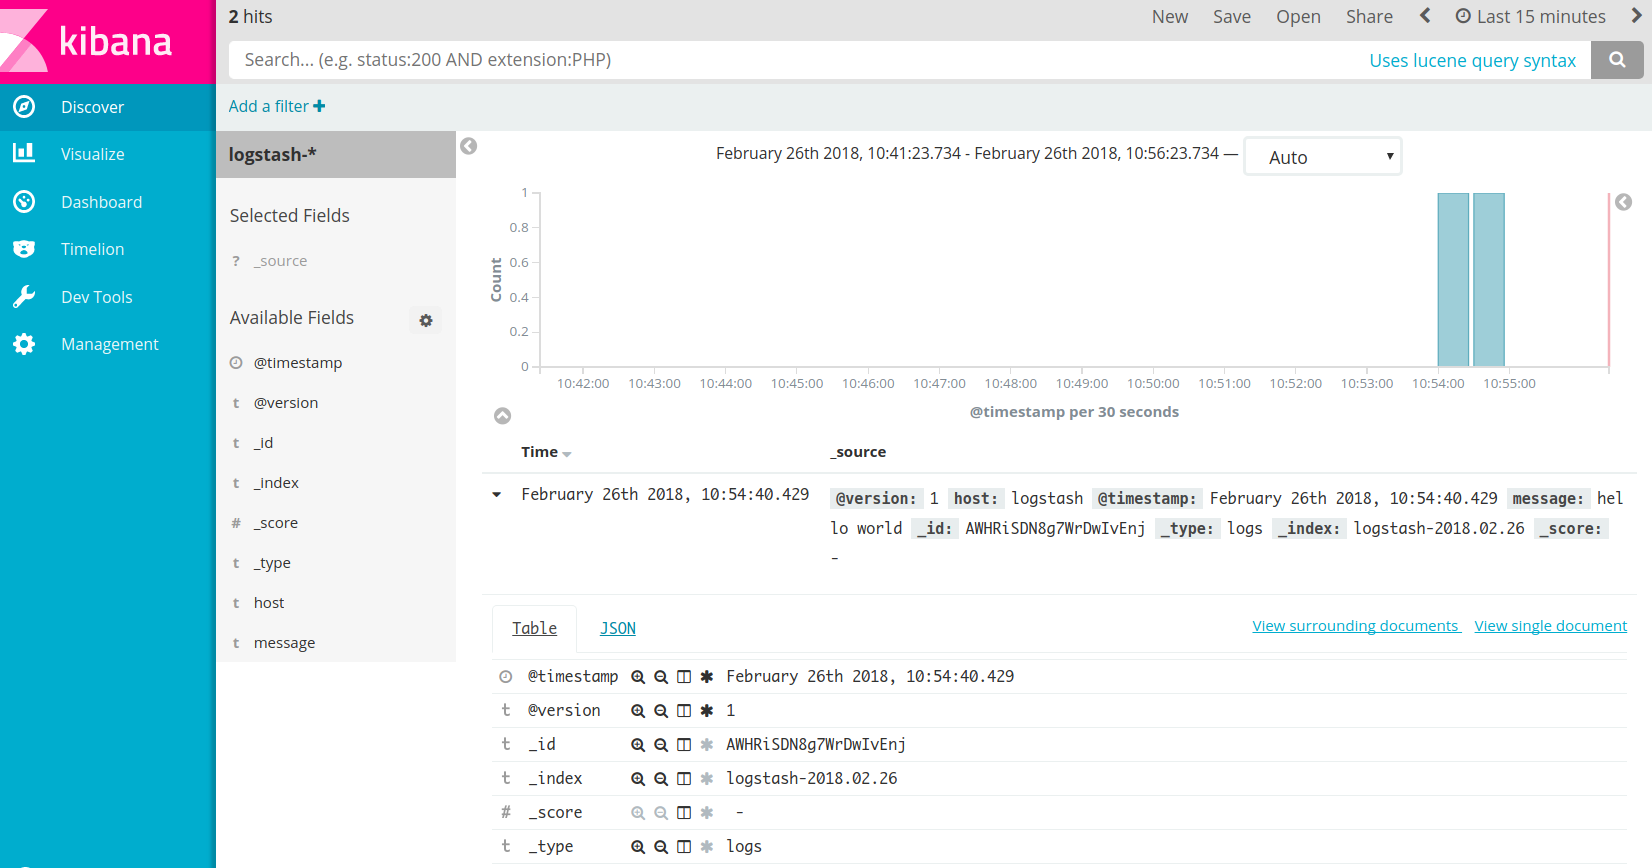 kibana
Discover
Visualize
Dashboard
Timelion
Dev Tools
Management
2 hits
New Save Open Share Last 15 minutes
Search... (e.g. status:200 AND extension:PHP) Uses lucene query syntax
Add a filter +
logstash-*
Selected Fields
? _source
Available Fields
@timestamp
t @version
t _id
t _index
# _score
t _type
t host
t message
February 26th 2018, 10:41:23.734 - February 26th 2018, 10:56:23.734 — Auto
Count
1
0.8
0.6
0.4
0.2
0
10:42:00 10:43:00 10:44:00 10:45:00 10:46:00 10:47:00 10:48:00 10:49:00 10:50:00 10:51:00 10:52:00 10:53:00 10:54:00 10:55:00
@timestamp per 30 seconds
Time _source
February 26th 2018, 10:54:40.429 @version: 1 host: logstash @timestamp: February 26th 2018, 10:54:40.429 message: hel
lo world _id: AWHRiSDN8g7WrDwIvEnj _type: logs _index: logstash-2018.02.26 _score:
-
Table JSON View surrounding documents View single document
@timestamp February 26th 2018, 10:54:40.429
t @version 1
t _id AWHRiSDN8g7WrDwIvEnj
t _index logstash-2018.02.26
# _score -
t _type logs